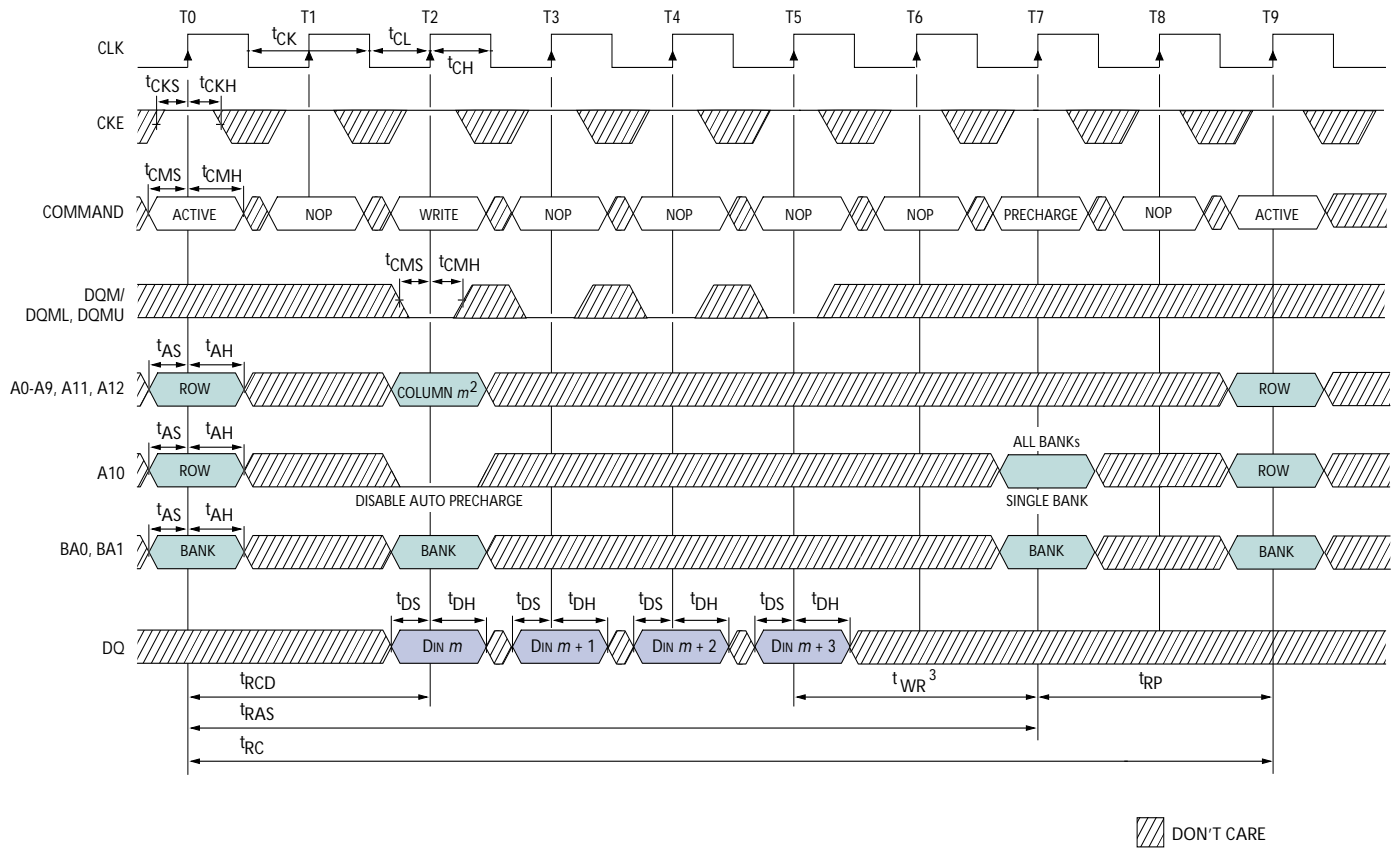 T0 T1 T2 T3 T4 T5 T6 T7 T8 T9
CLK
tCK tCL
tCH
tCKS tCKH
CKE
tCMS tCMH
COMMAND ACTIVE NOP WRITE NOP NOP NOP NOP PRECHARGE NOP ACTIVE
tCMS tCMH
DQM/
DQML, DQMU
tAS tAH
A0-A9, A11, A12 ROW COLUMN m2 ROW
tAS tAH
ALL BANKs
A10 ROW ROW
DISABLE AUTO PRECHARGE SINGLE BANK
tAS tAH
BA0, BA1 BANK BANK BANK BANK
tDS tDH tDS tDH tDS tDH tDS tDH
DQ DIN m DIN m + 1 DIN m + 2 DIN m + 3
tRCD tWR3 tRP
tRAS
tRC
DON'T CARE